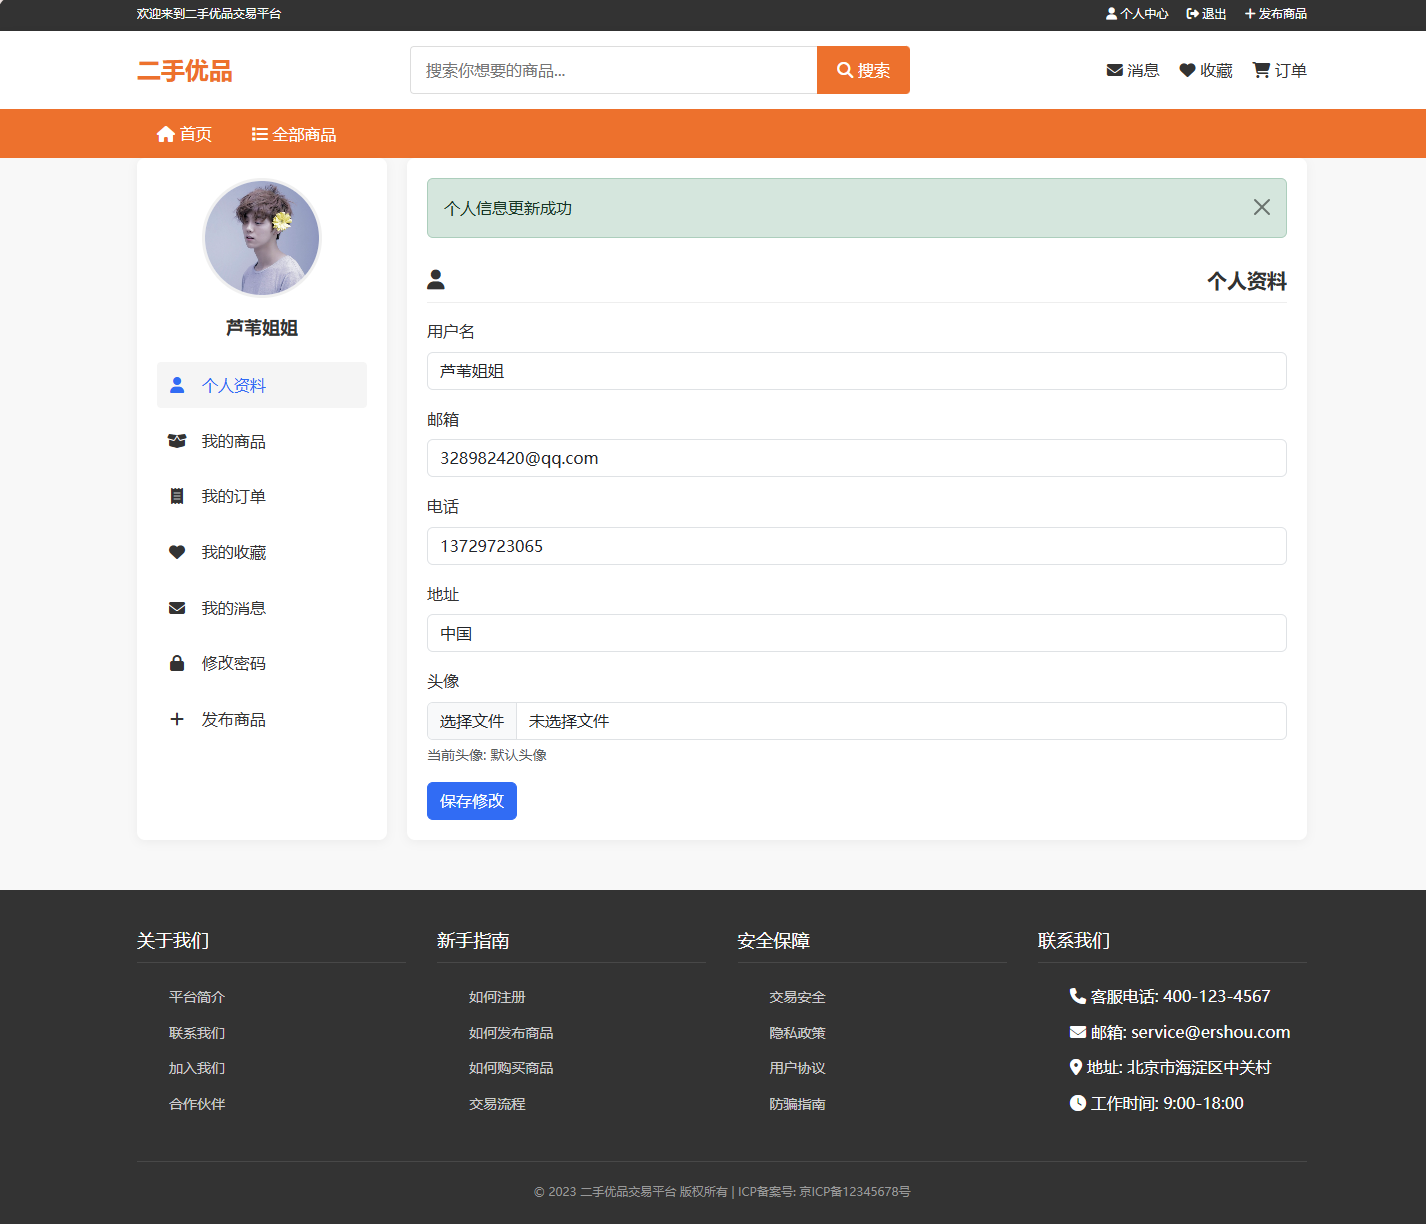 欢迎来到二手优品交易平台
个人中心 退出 发布商品
二手优品
搜索你想要的商品...
搜索
消息 收藏 订单
首页 全部商品
芦苇姐姐
个人资料
我的商品
我的订单
我的收藏
我的消息
修改密码
发布商品
个人信息更新成功
个人资料
用户名
芦苇姐姐
邮箱
328982420@qq.com
电话
13729723065
地址
中国
头像
选择文件 未选择文件
当前头像: 默认头像
保存修改
关于我们
平台简介
联系我们
加入我们
合作伙伴
新手指南
如何注册
如何发布商品
如何购买商品
交易流程
安全保障
交易安全
隐私政策
用户协议
防骗指南
联系我们
客服电话: 400-123-4567
邮箱: service@ershou.com
地址: 北京市海淀区中关村
工作时间: 9:00-18:00
© 2023 二手优品交易平台 版权所有 | ICP备案号: 京ICP备12345678号